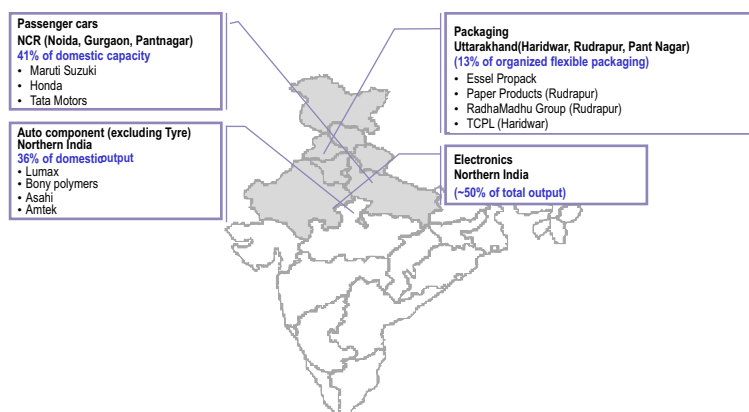 Passenger cars
NCR (Noida, Gurgaon, Pantnagar)
41% of domestic capacity
• Maruti Suzuki
• Honda
• Tata Motors
Auto component (excluding Tyre)
Northern India
36% of domestic output
• Lumax
• Bony polymers
• Asahi
• Amtek
Packaging
Uttarakhand(Haridwar, Rudrapur, Pant Nagar)
(13% of organized flexible packaging)
• Essel Propack
• Paper Products (Rudrapur)
• RadhaMadhu Group (Rudrapur)
• TCPL (Haridwar)
Electronics
Northern India
(~50% of total output)